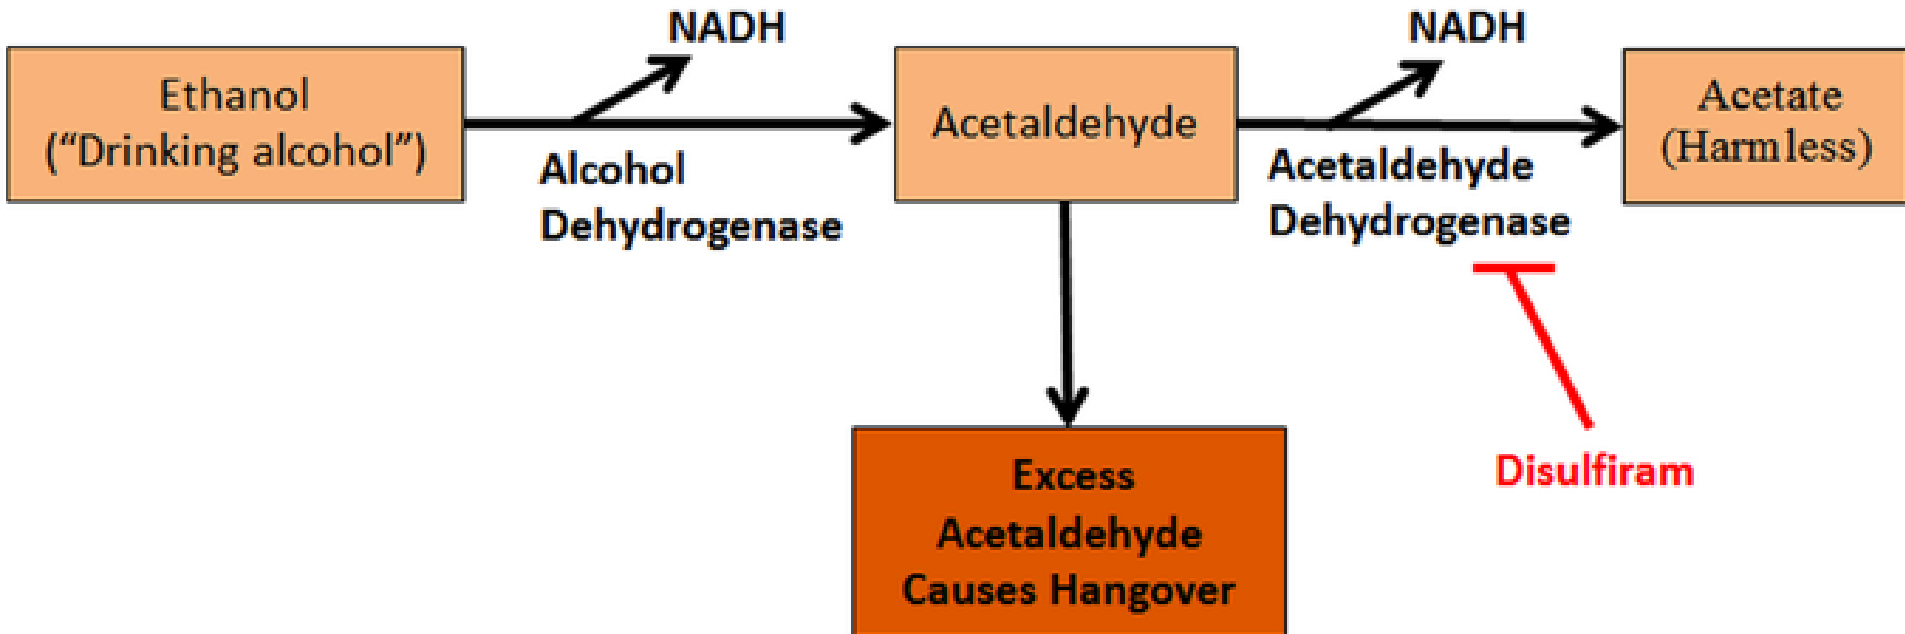 NADH
NADH
Ethanol
(“Drinking alcohol”)
Acetaldehyde
Acetate
(Harmless)
Alcohol
Dehydrogenase
Acetaldehyde
Dehydrogenase
Excess
Acetaldehyde
Causes Hangover
Disulfiram